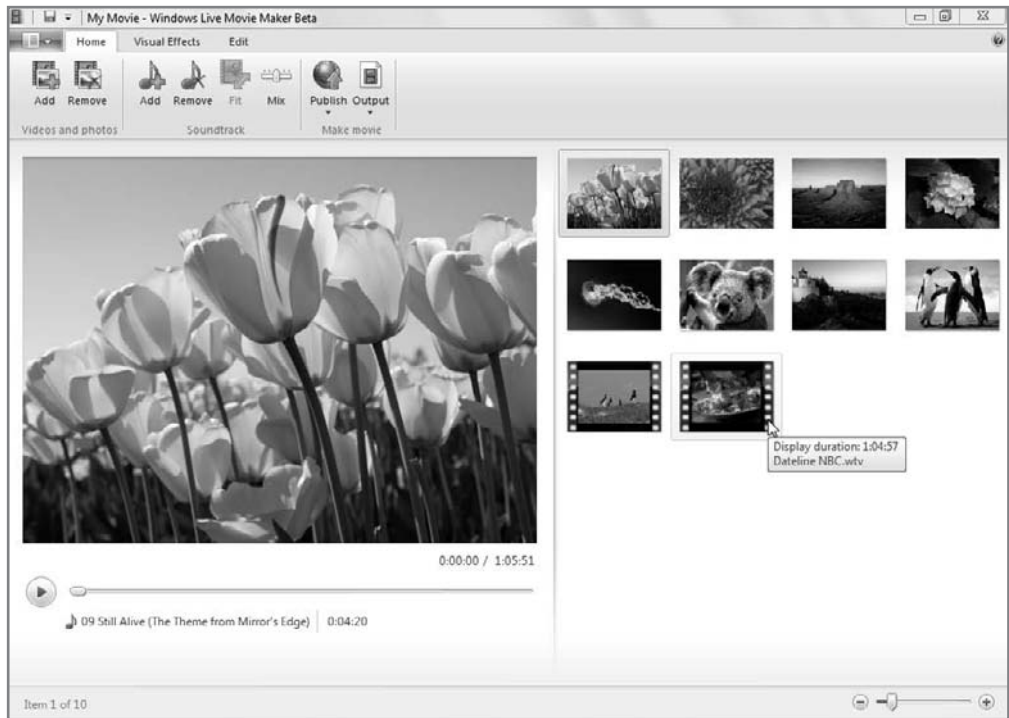 My Movie - Windows Live Movie Maker Beta
Home Visual Effects Edit
Add Remove Add Remove Fit Mix Publish Output
Videos and photos Soundtrack Make movie
0:00:00 / 1:05:51
09 Still Alive (The Theme from Mirror's Edge) 0:04:20
Display duration: 1:04:57
Dateline NBC.wtv
Item 1 of 10